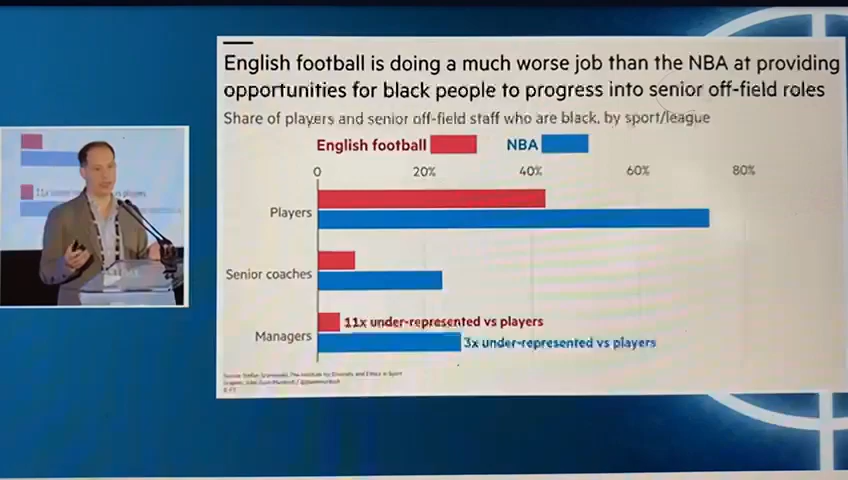 English football is doing a much worse job than the NBA at providing
opportunities for black people to progress into senior off-field roles
Share of players and senior off-field staff who are black, by sport/league
English football NBA
0 20% 40% 60% 80%
Players
Senior coaches
11x under-represented vs players
Managers
3x under-represented vs players